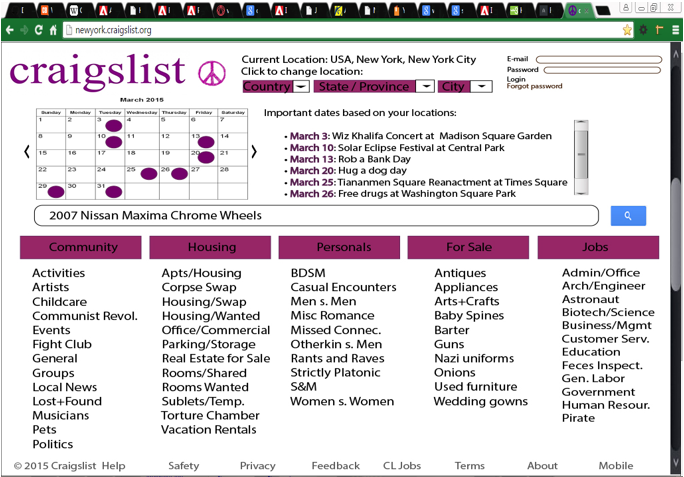 newyork.craigslist.org
craigslist
Current Location: USA, New York, New York City
Click to change location:
Country State / Province City
E-mail
Password
Login
Forgot password
March 2015
Sunday Monday Tuesday Wednesday Thursday Friday Saturday
1 2 3 4 5 6 7
8 9 10 11 12 13 14
15 16 17 18 19 20 21
22 23 24 25 26 27 28
29 30 31
Important dates based on your locations:
• March 3: Wiz Khalifa Concert at Madison Square Garden
• March 10: Solar Eclipse Festival at Central Park
• March 13: Rob a Bank Day
• March 20: Hug a dog day
• March 25: Tiananmen Square Reanactment at Times Square
• March 26: Free drugs at Washington Square Park
2007 Nissan Maxima Chrome Wheels
Community
Activities
Artists
Childcare
Communist Revol.
Events
Fight Club
General
Groups
Local News
Lost+Found
Musicians
Pets
Politics
Housing
Apts/Housing
Corpse Swap
Housing/Swap
Housing/Wanted
Office/Commercial
Parking/Storage
Real Estate for Sale
Rooms/Shared
Rooms Wanted
Sublets/Temp.
Torture Chamber
Vacation Rentals
Personals
BDSM
Casual Encounters
Men s. Men
Misc Romance
Missed Connec.
Otherkin s. Men
Rants and Raves
Strictly Platonic
S&M
Women s. Women
For Sale
Antiques
Appliances
Arts+Crafts
Baby Spines
Barter
Guns
Nazi uniforms
Onions
Used furniture
Wedding gowns
Jobs
Admin/Office
Arch/Engineer
Astronaut
Biotech/Science
Business/Mgmt
Customer Serv.
Education
Feces Inspect.
Gen. Labor
Government
Human Resour.
Pirate
© 2015 Craigslist Help Safety Privacy Feedback CL Jobs Terms About Mobile